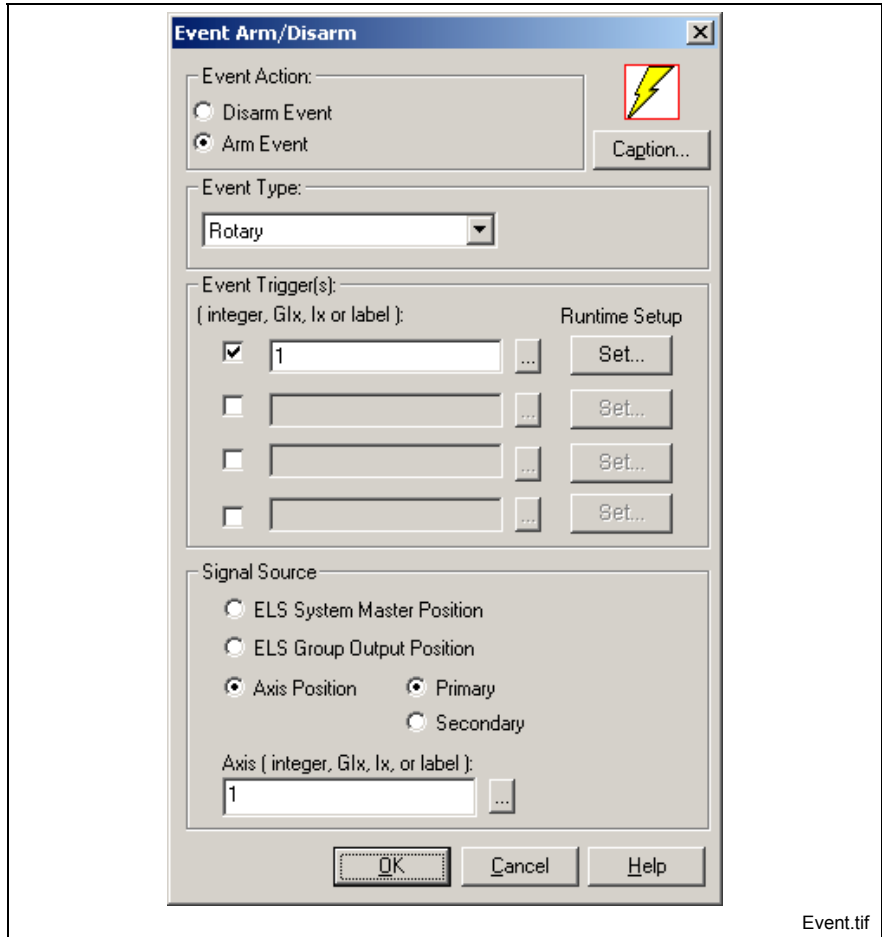 Event Arm/Disarm
Event Action:
Disarm Event
Arm Event
Caption...
Event Type:
Rotary
Event Trigger(s):
( integer, GIx, Ix or label ):
Runtime Setup
1
...
Set...
...
Set...
...
Set...
...
Set...
Signal Source
ELS System Master Position
ELS Group Output Position
Axis Position
Primary
Secondary
Axis ( integer, GIx, Ix, or label ):
1
...
OK
Cancel
Help
Event.tif